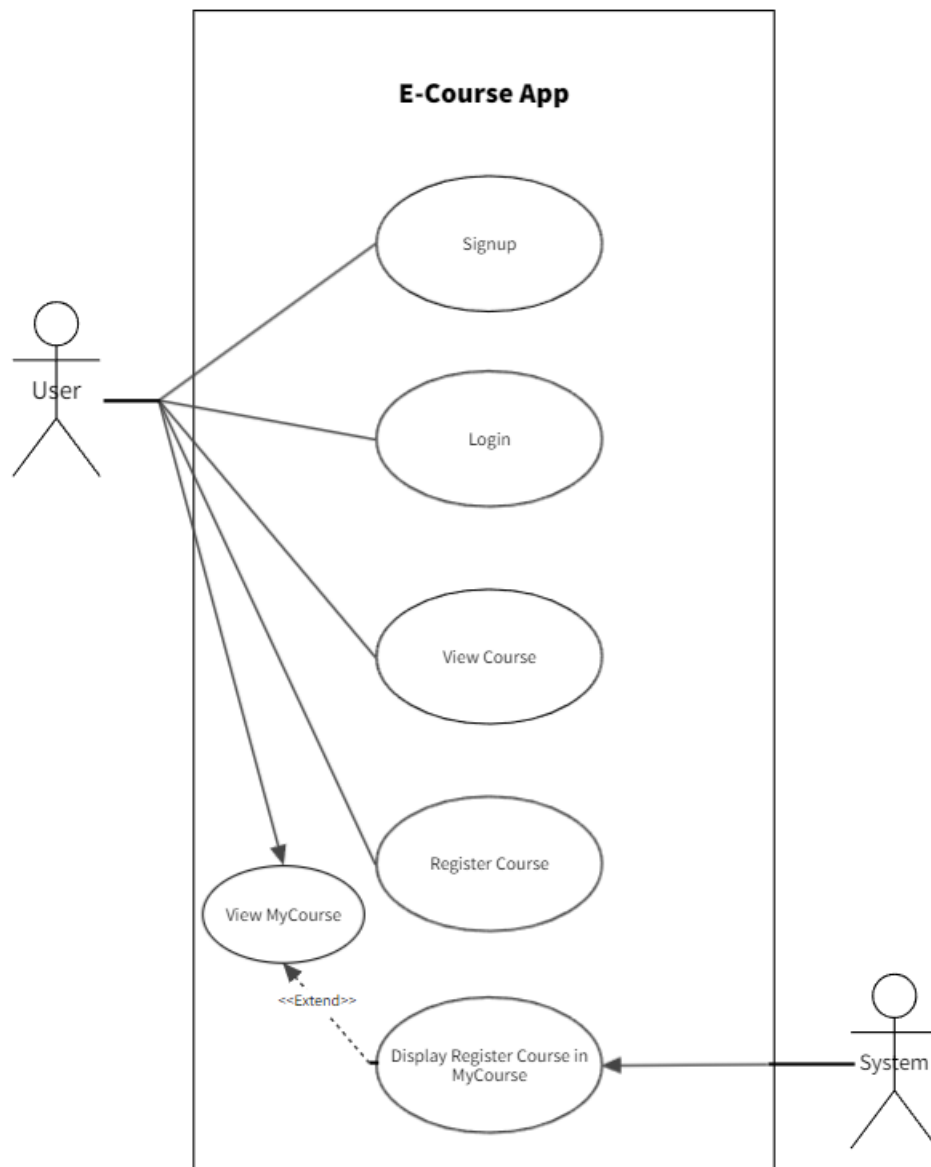 E-Course App
Signup
User
Login
View Course
Register Course
View MyCourse
<<Extend>>
Display Register Course in
MyCourse
System